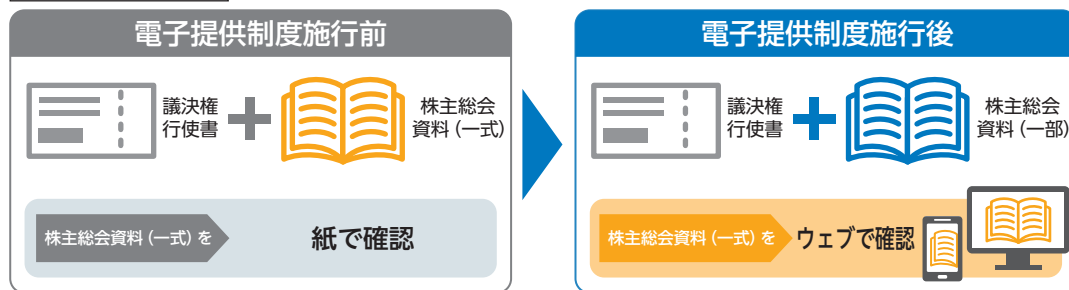 電子提供制度施行前
議決権
行使書
株主総会
資料（一式）
株主総会資料（一式）を
紙で確認
電子提供制度施行後
議決権
行使書
株主総会
資料（一部）
株主総会資料（一式）を
ウェブで確認